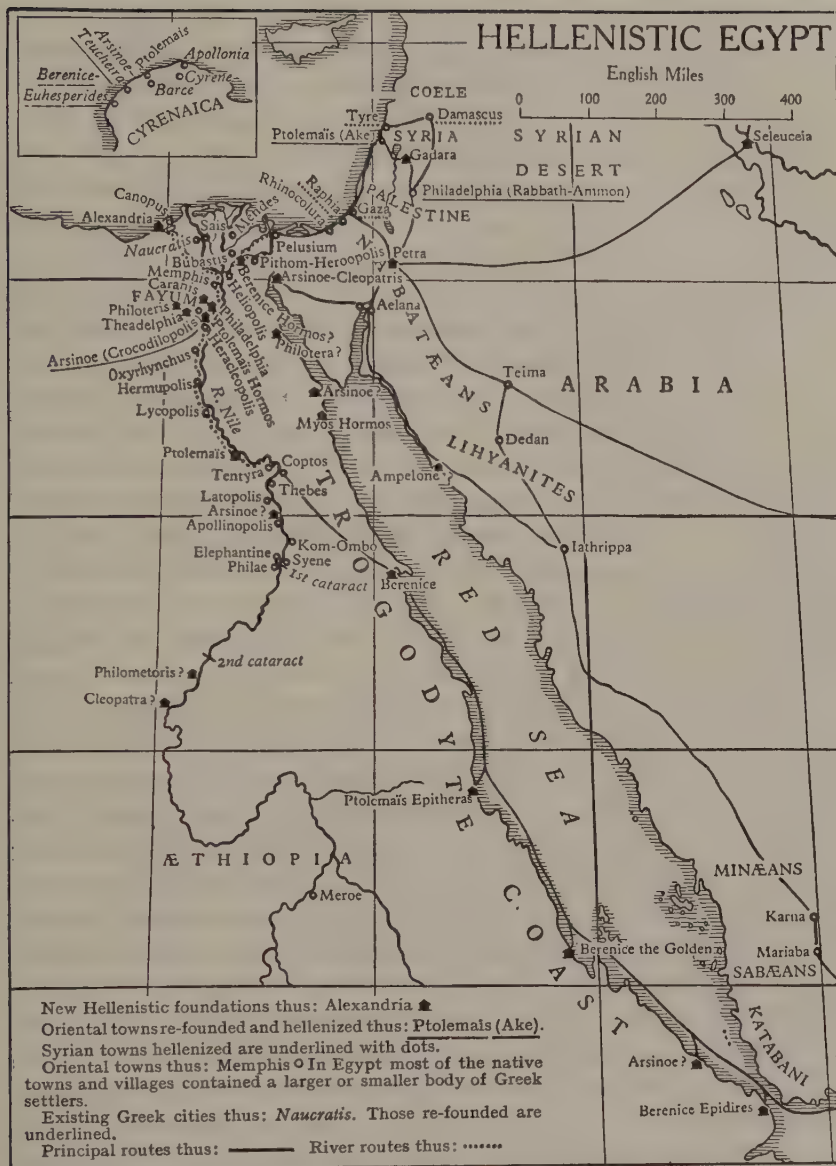 HELLENISTIC EGYPT
English Miles
0 100 200 300 400
Ptolemais
Arsinoe-
Teucheira
Apollonia
Cyrene
Barce
Berenice-
Euhesperides
CYRENAICA
COELE
SYRIA
Tyre
Damascus
Ptolemaïs (Ake)
SYRIAN
DESERT
Seleuceia
Gadara
Philadelphia (Rabbath-Ammon)
PALESTINE
Raphia
Rhinocolura
Gaza
Canopus
Alexandria
Sais
Mendes
Naucratis
Pelusium
Bubastis
Pithom-Heroopolis
Petra
Memphis
Arsinoe-Cleopatris
Caranis
FAYUM
Philoteris
Theadelphia
Berenice Hormos?
Heliopolis
Philadelphia
Ptolemaïs Hormos
Heracleopolis
Aelana
Philotera?
NABATÆANS
Arsinoe (Crocodilopolis)
Oxyrhynchus
Hermupolis
Lycopolis
R. Nile
Arsinoe?
Myos Hormos
Teima
ARABIA
Dedan
LIHYANITES
Ptolemaïs
Coptos
Tentyra
Thebes
Ampelone?
Latopolis
Arsinoe?
Apollinopolis
Kom-Ombo
Iathrippa
Elephantine
Syene
Philae
1st cataract
Berenice
TROGODYTE COAST
RED SEA
2nd cataract
Philometoris?
Cleopatra?
Ptolemaïs Epitheras
ÆTHIOPIA
Meroe
MINÆANS
Karna
Mariaba
SABÆANS
Berenice the Golden
KATABANI
Arsinoe?
Berenice Epidires
New Hellenistic foundations thus: Alexandria
Oriental towns re-founded and hellenized thus: Ptolemaïs (Ake).
Syrian towns hellenized are underlined with dots.
Oriental towns thus: Memphis In Egypt most of the native
towns and villages contained a larger or smaller body of Greek
settlers.
Existing Greek cities thus: Naucratis. Those re-founded are
underlined.
Principal routes thus: River routes thus: